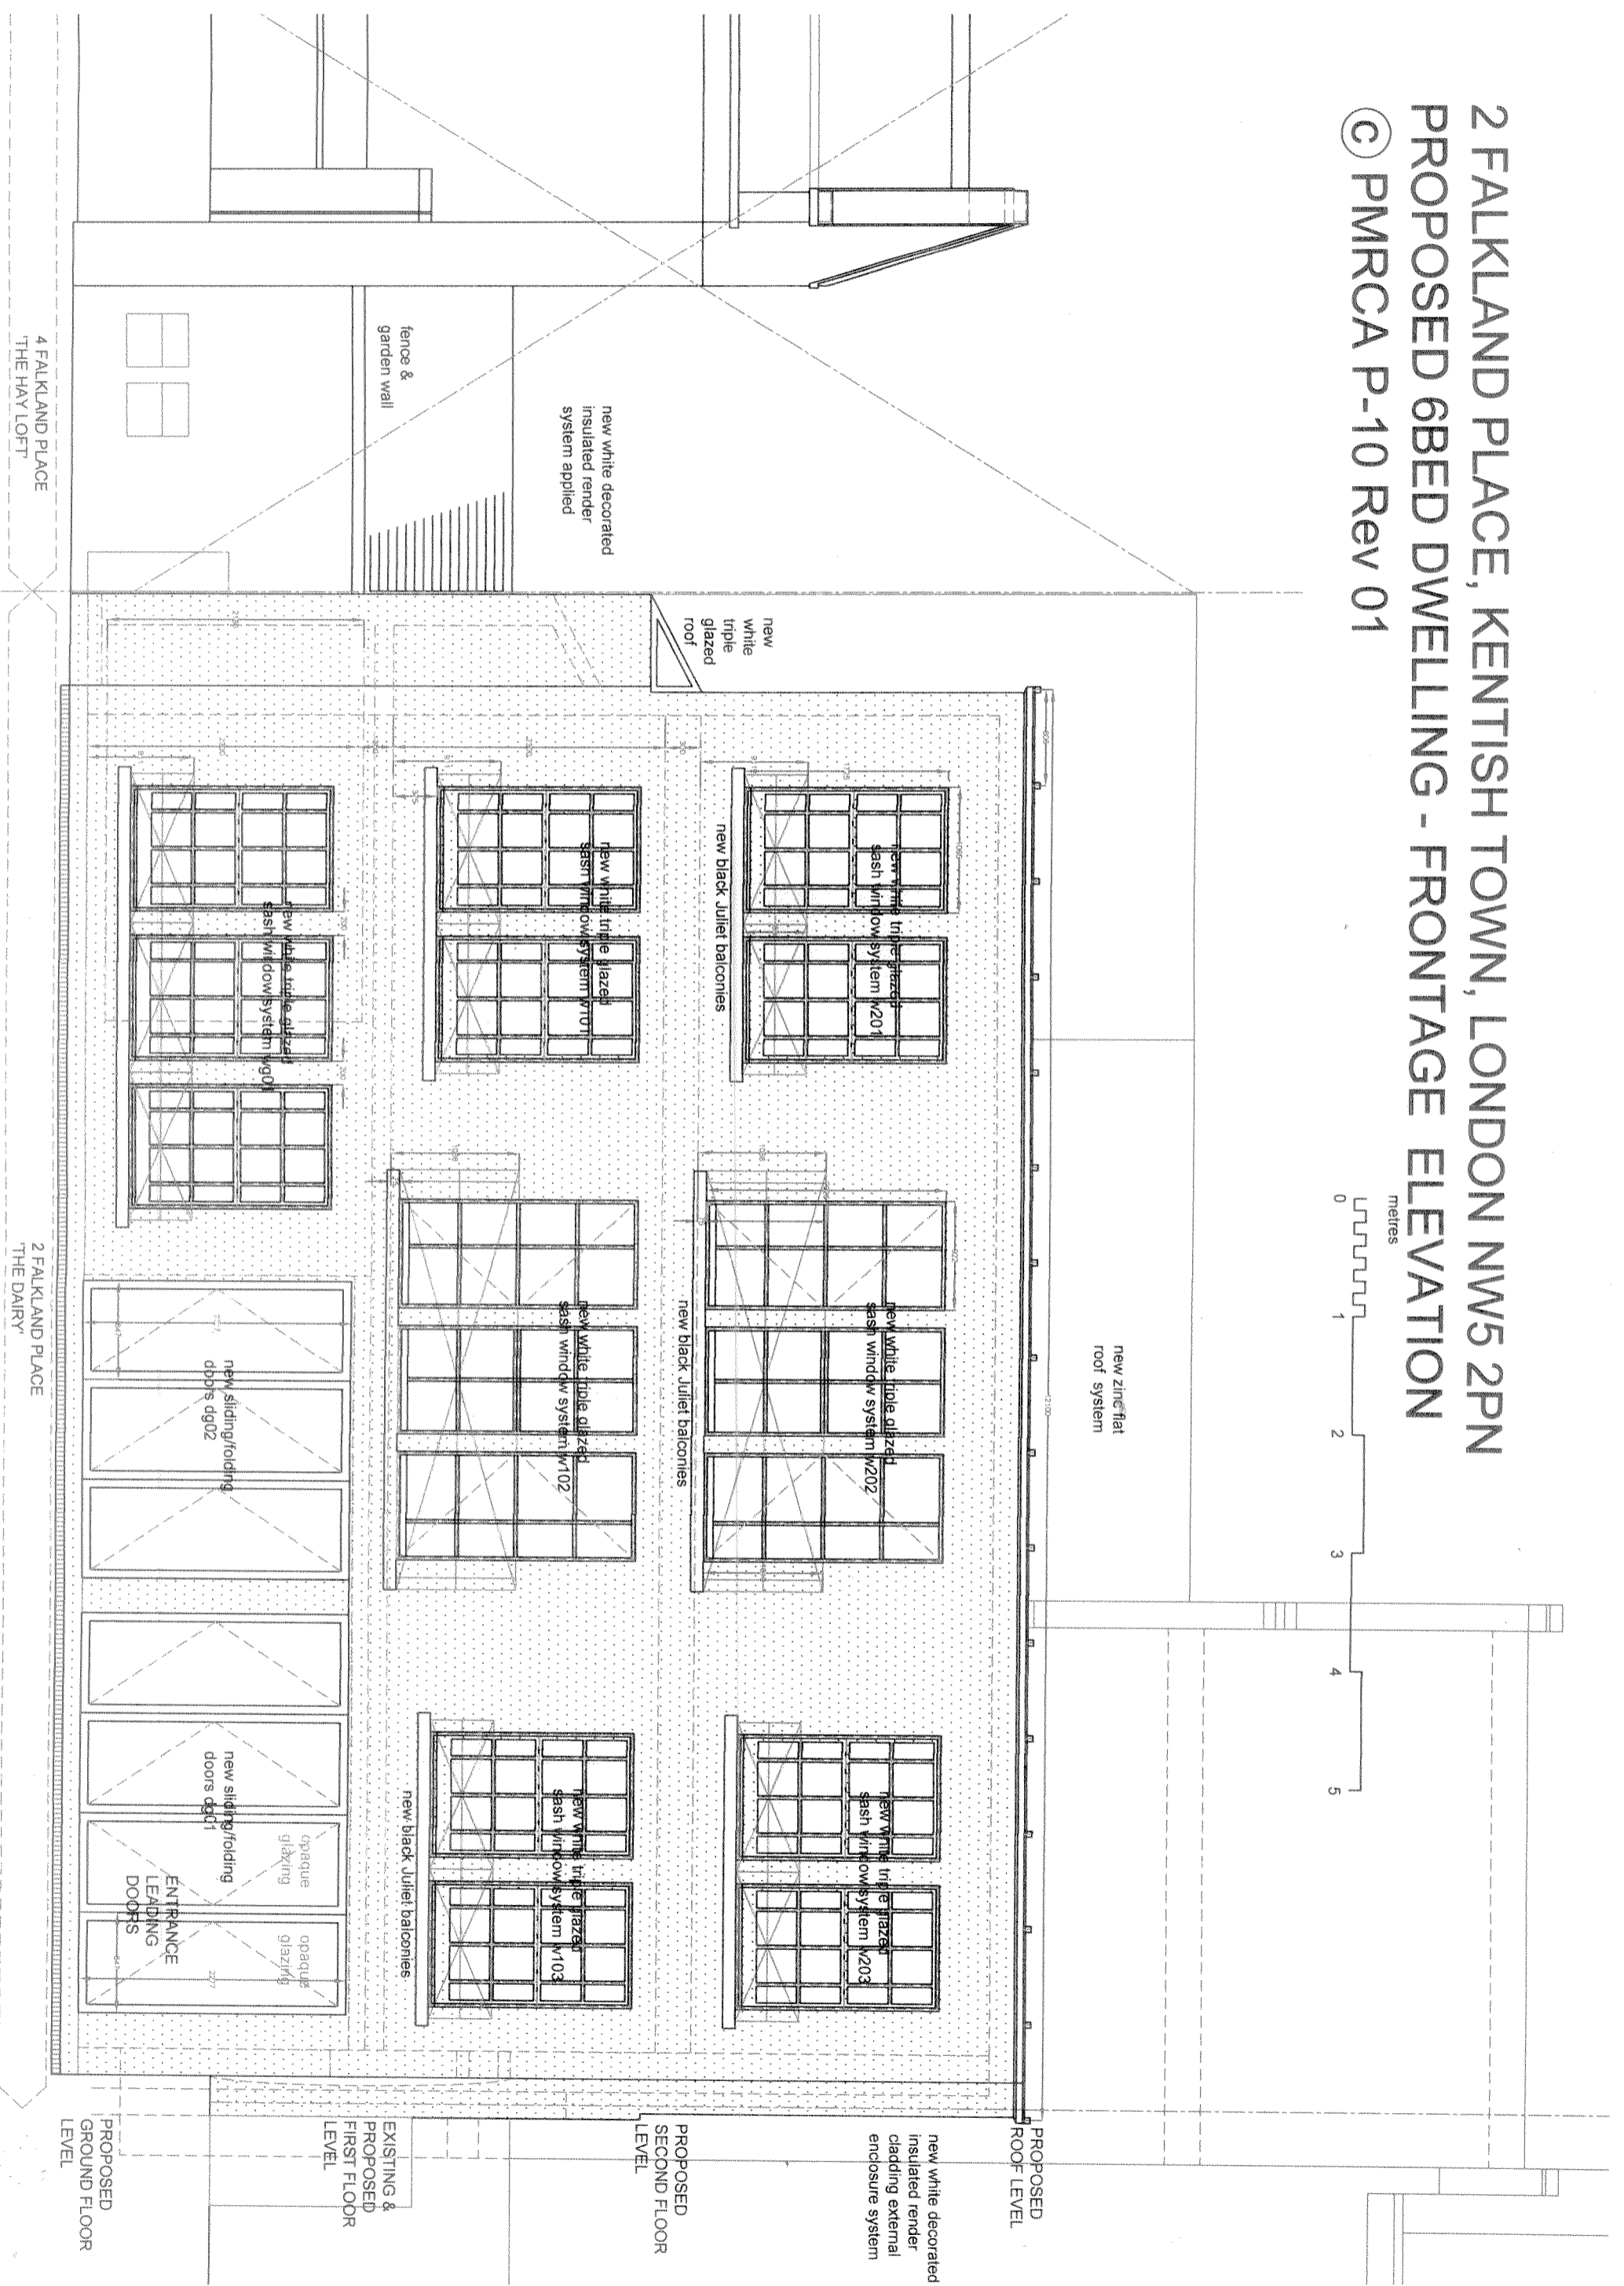 2 FALKLAND PLACE, KENTISH TOWN, LONDON NW5 2PN
PROPOSED 6BED DWELLING - FRONTAGE ELEVATION
© PMRCA P-10 Rev 01
metres
0 1 2 3 4 5
new zinc flat
roof system
new
white
triple
glazed
roof
new white decorated
insulated render
system applied
fence &
garden wall
new white triple glazed
sash window system w201
new black Juliet balconies
new white triple glazed
sash window system w202
new black Juliet balconies
new white triple glazed
sash window system w203
new white triple glazed
sash window system w101
new white triple glazed
sash window system w102
new white triple glazed
sash window system w103
new black Juliet balconies
new white triple glazed
sash window system wg01
new sliding/folding
doors dg02
new sliding/folding
doors dg01
opaque
glazing
opaque
glazing
ENTRANCE
LEADING
DOORS
PROPOSED
ROOF LEVEL
new white decorated
insulated render
cladding external
enclosure system
PROPOSED
SECOND FLOOR
LEVEL
EXISTING &
PROPOSED
FIRST FLOOR
LEVEL
PROPOSED
GROUND FLOOR
LEVEL
4 FALKLAND PLACE
'THE HAY LOFT'
2 FALKLAND PLACE
'THE DAIRY'